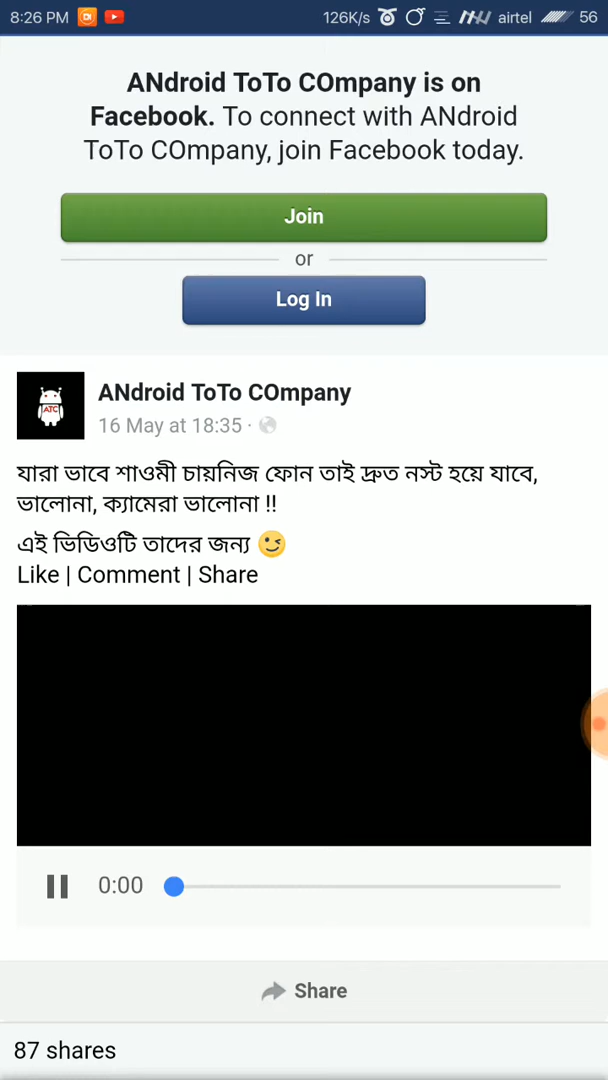 8:26 PM 126K/s airtel 56
ANdroid ToTo COmpany is on
Facebook. To connect with ANdroid
ToTo COmpany, join Facebook today.
Join
or
Log In
ATC
ANdroid ToTo COmpany
16 May at 18:35 ·
যারা ভাবে শাওমী চায়নিজ ফোন তাই দ্রুত নস্ট হয়ে যাবে,
ভালোনা, ক্যামেরা ভালোনা !!
এই ভিডিওটি তাদের জন্য 😉
Like | Comment | Share
0:00
Share
87 shares